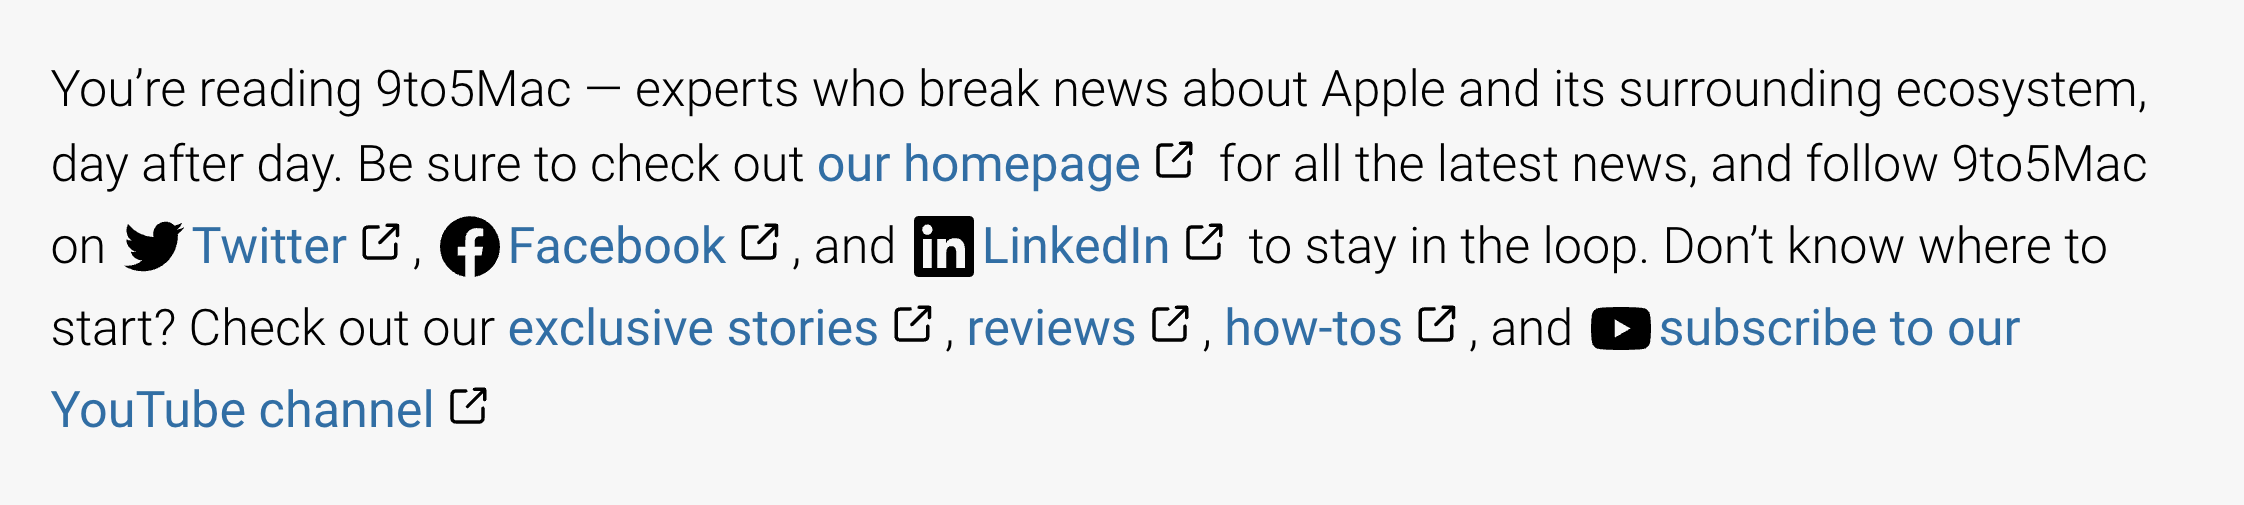 You’re reading 9to5Mac — experts who break news about Apple and its surrounding ecosystem,
day after day. Be sure to check out our homepage for all the latest news, and follow 9to5Mac
on Twitter , Facebook , and LinkedIn to stay in the loop. Don’t know where to
start? Check out our exclusive stories , reviews , how-tos , and subscribe to our
YouTube channel